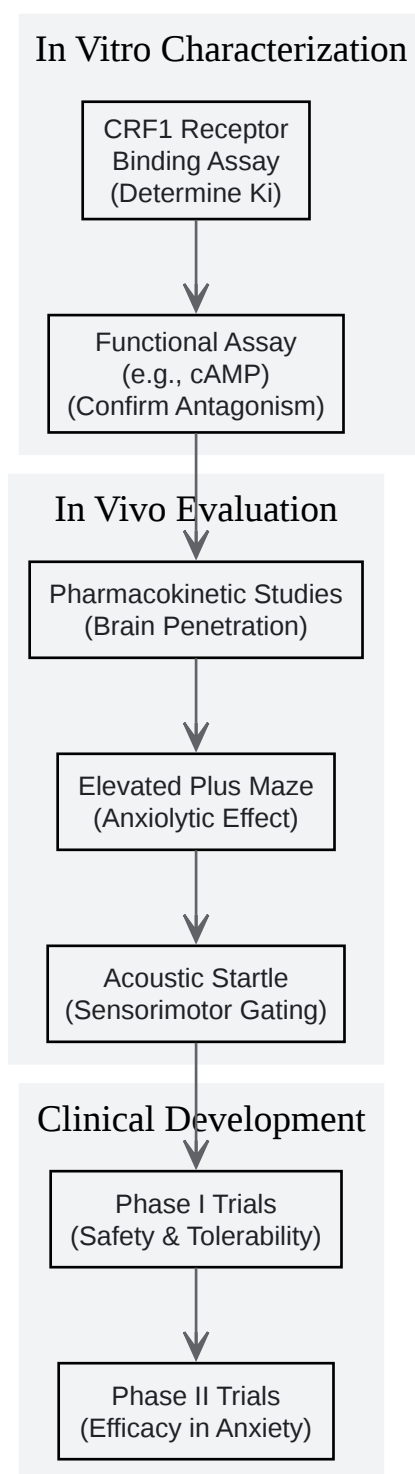 In Vitro Characterization
CRF1 Receptor
Binding Assay
(Determine Ki)
Functional Assay
(e.g., cAMP)
(Confirm Antagonism)
In Vivo Evaluation
Pharmacokinetic Studies
(Brain Penetration)
Elevated Plus Maze
(Anxiolytic Effect)
Acoustic Startle
(Sensorimotor Gating)
Clinical Development
Phase I Trials
(Safety & Tolerability)
Phase II Trials
(Efficacy in Anxiety)